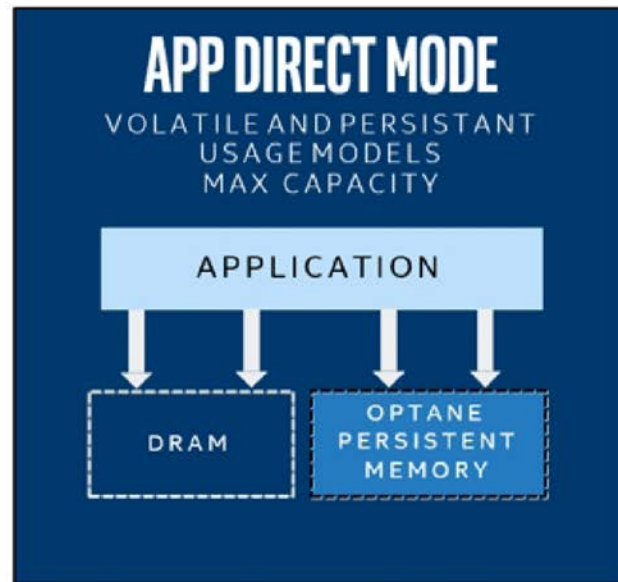 APP DIRECT MODE
VOLATILE AND PERSISTANT
USAGE MODELS
MAX CAPACITY
APPLICATION
DRAM
OPTANE
PERSISTENT
MEMORY